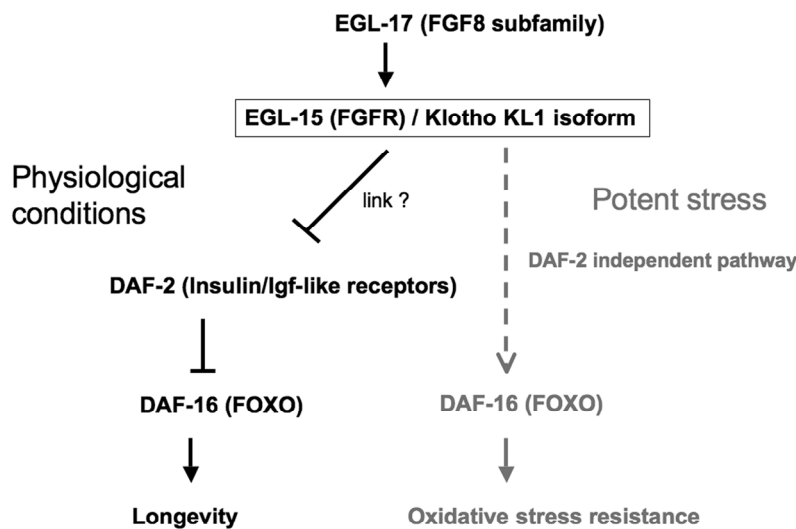 EGL-17 (FGF8 subfamily)
EGL-15 (FGFR) / Klotho KL1 isoform
Physiological
conditions
link ?
Potent stress
DAF-2 independent pathway
DAF-2 (Insulin/Igf-like receptors)
DAF-16 (FOXO)
DAF-16 (FOXO)
Longevity
Oxidative stress resistance